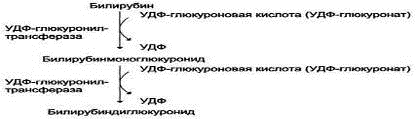 Билирубин
УДФ-глюкуроновая кислота (УДФ-глюкуронат)
УДФ-глюкуронил-
трансфераза
УДФ
Билирубинмоноглюкуронид
УДФ-глюкуроновая кислота (УДФ-глюкуронат)
УДФ-глюкуронил-
трансфераза
УДФ
Билирубиндиглюкуронид